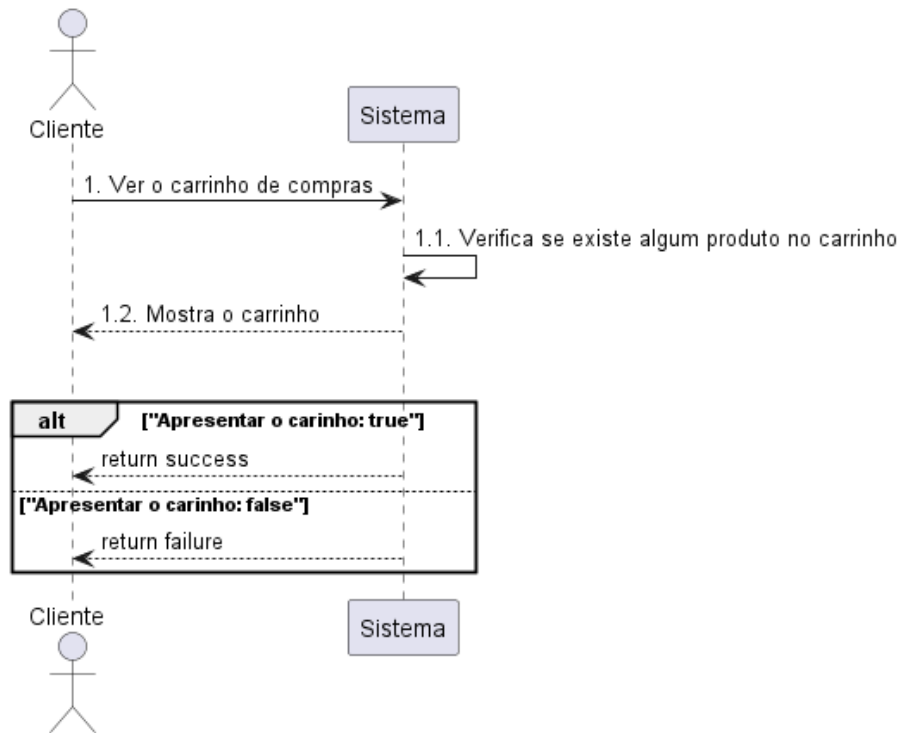 Cliente
Sistema
1. Ver o carrinho de compras
1.1. Verifica se existe algum produto no carrinho
1.2. Mostra o carrinho
alt ["Apresentar o carinho: true"]
return success
["Apresentar o carinho: false"]
return failure
Cliente
Sistema